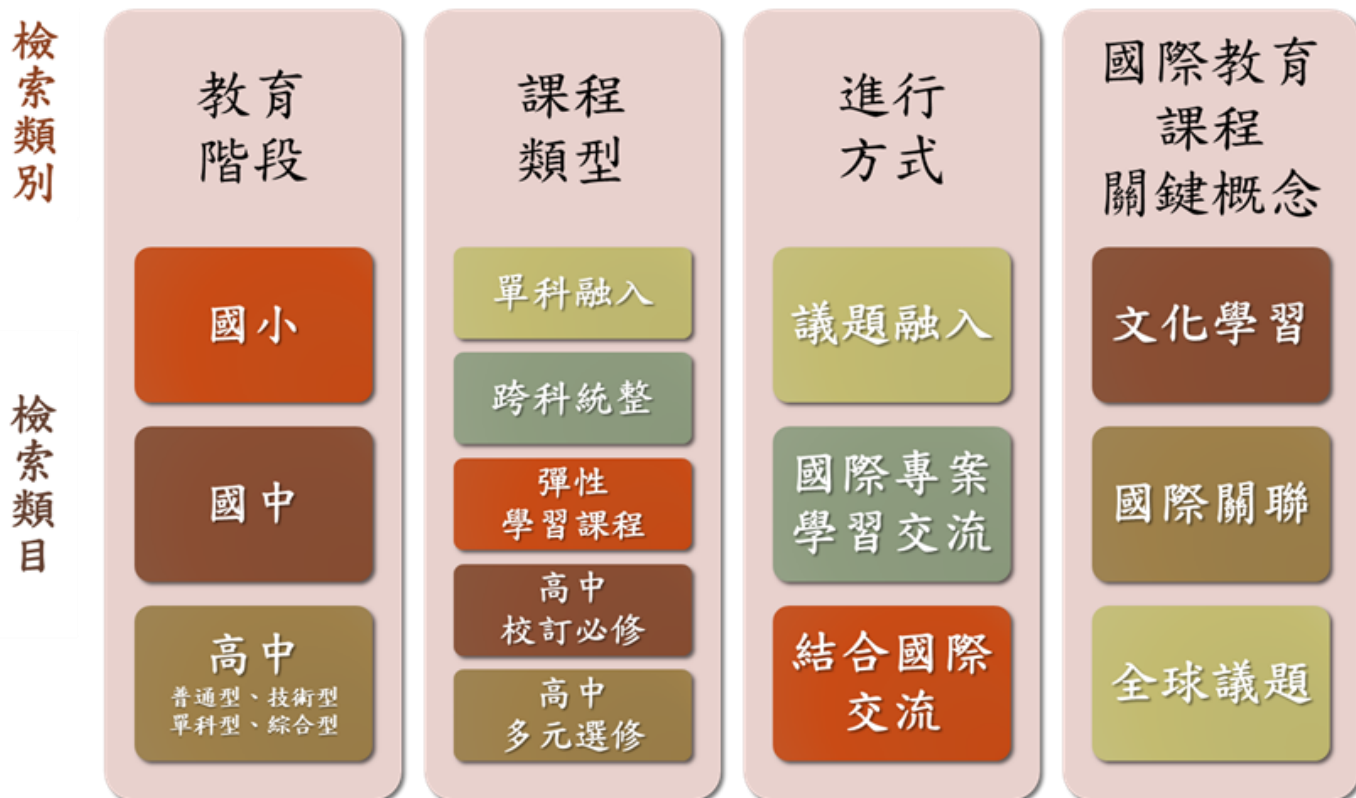 檢索類別
教育
階段
課程
類型
進行
方式
國際教育
課程
關鍵概念
檢索類目
國小
國中
高中
普通型、技術型
單科型、綜合型
單科融入
跨科統整
彈性
學習課程
高中
校訂必修
高中
多元選修
議題融入
國際專案
學習交流
結合國際
交流
文化學習
國際關聯
全球議題